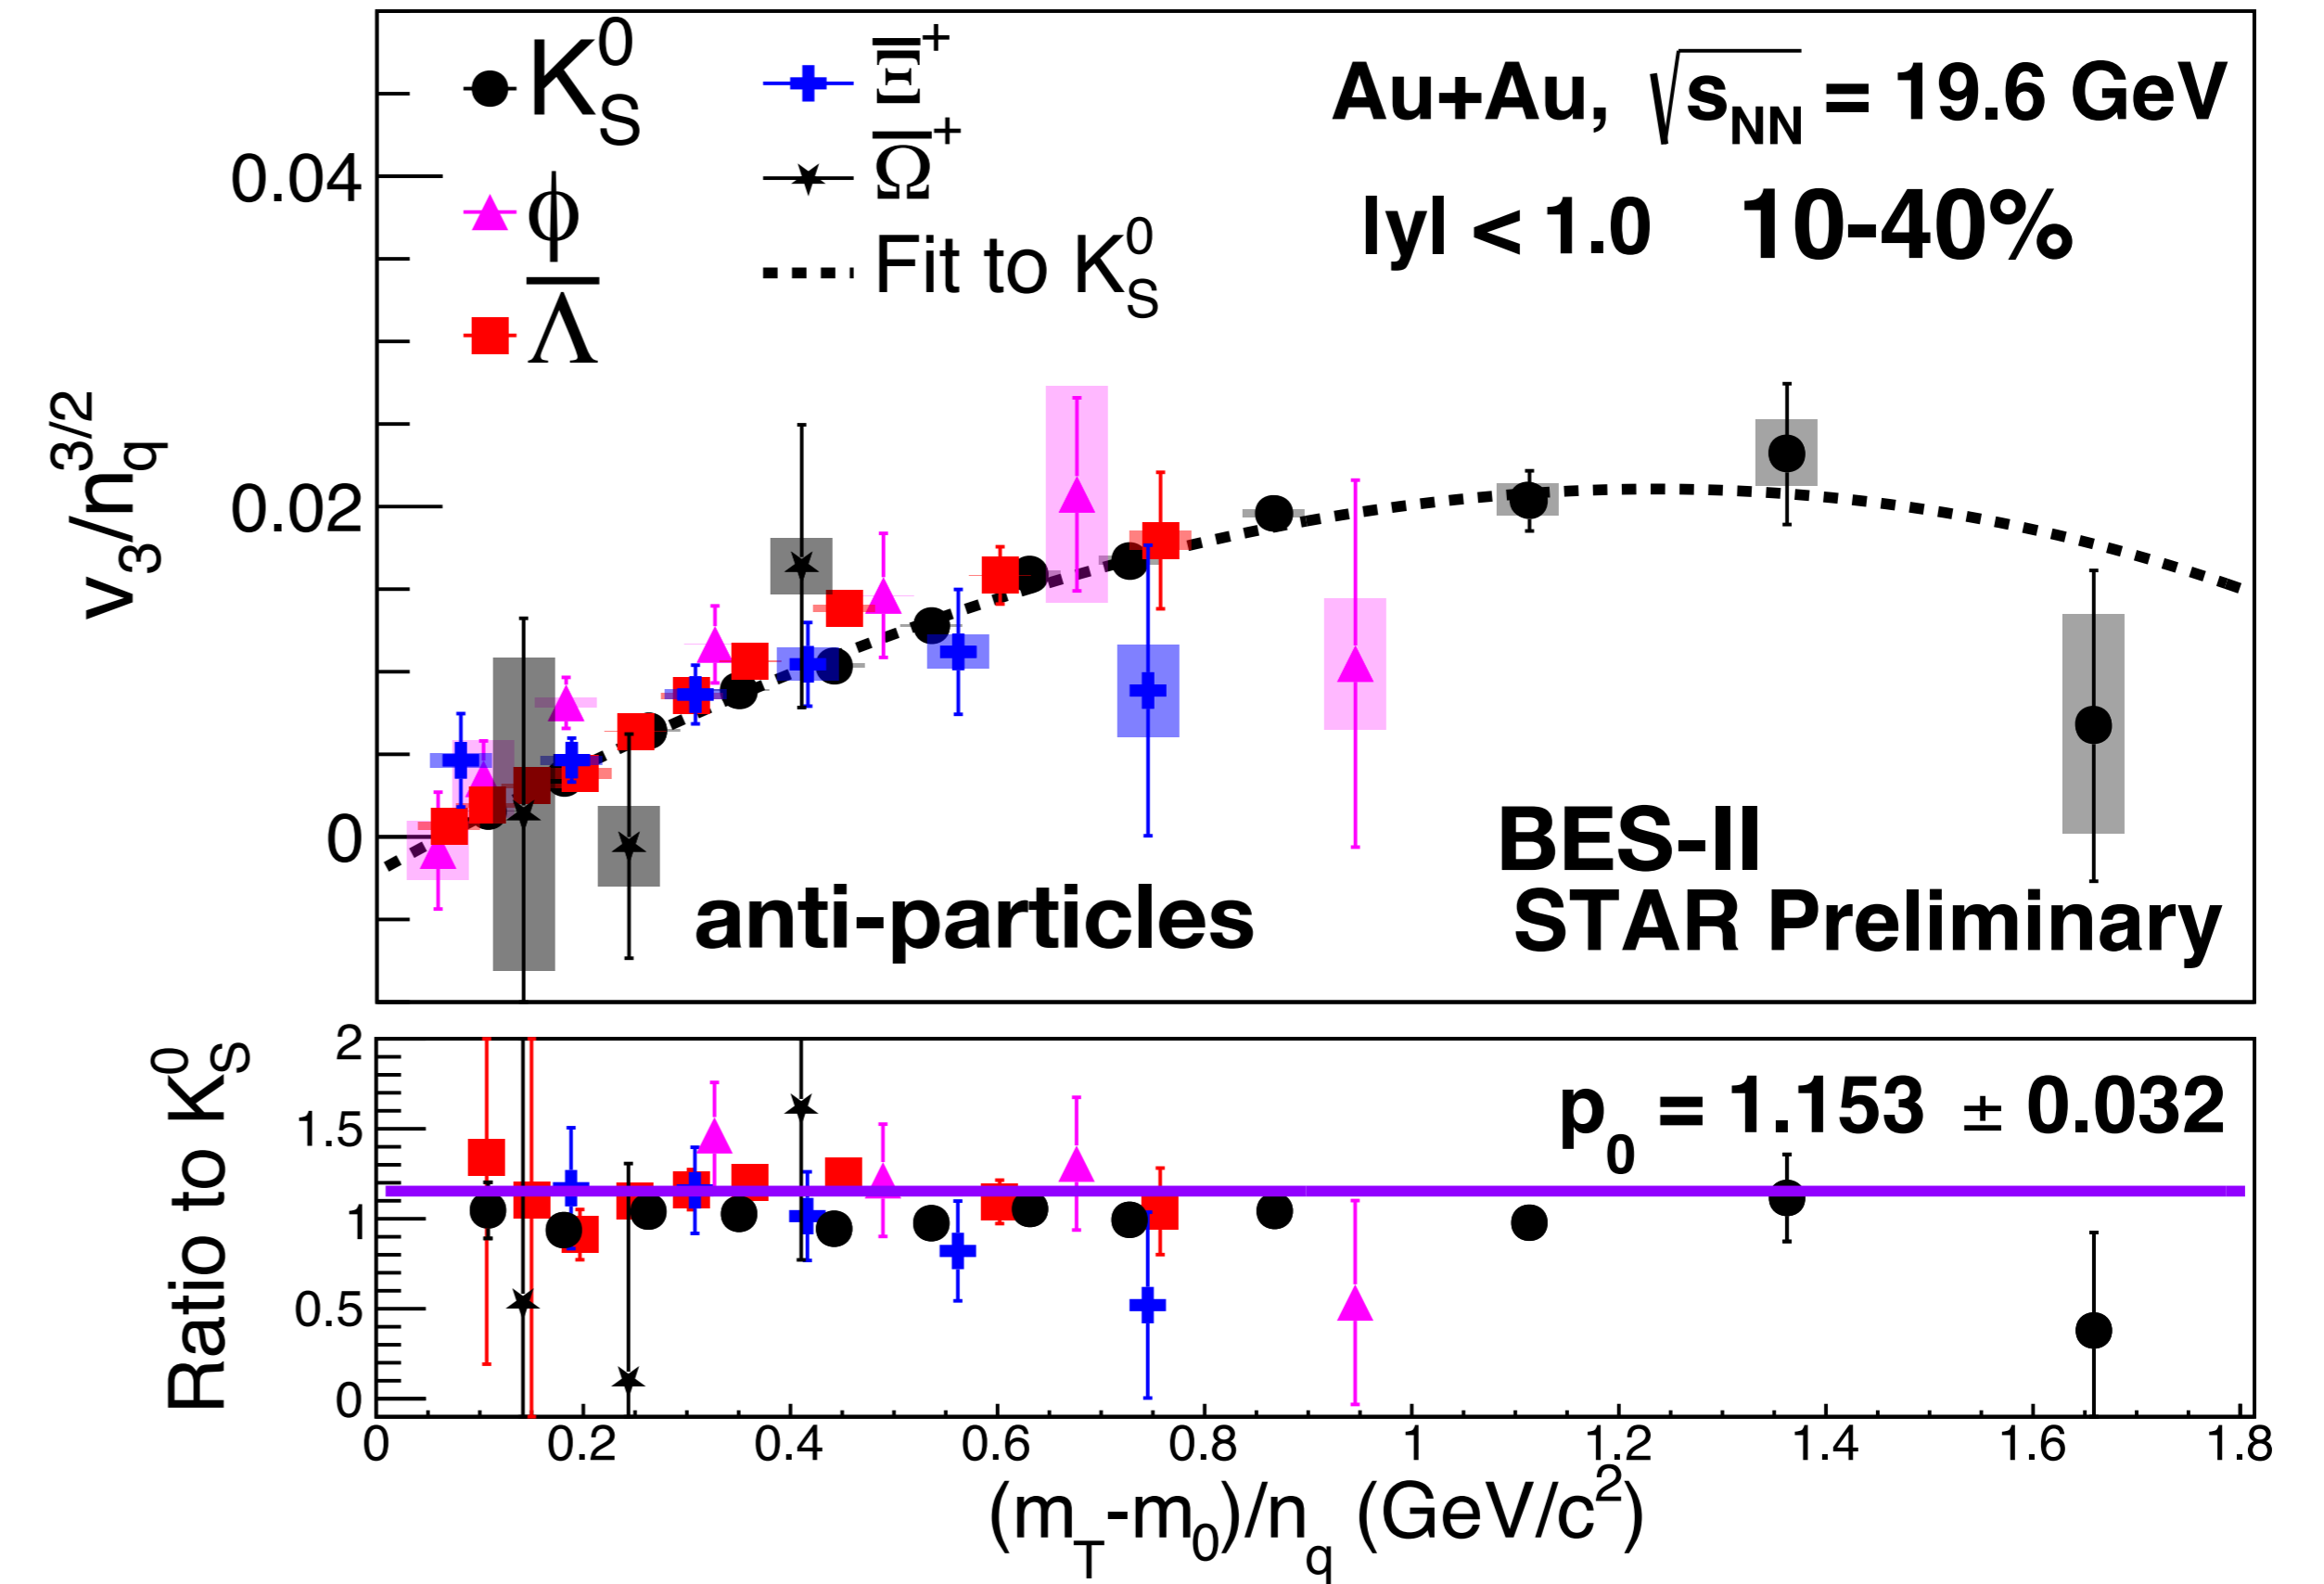 K⁰S
ϕ
Λ̅
Ξ̅⁺
Ω̅⁺
Fit to K⁰S
Au+Au, √sNN = 19.6 GeV
|y| < 1.0 10-40%
0.04
0.02
0
v₃/nq^3/2
BES-II
STAR Preliminary
anti-particles
2
1.5
1
0.5
0
Ratio to K⁰S
p₀ = 1.153 ± 0.032
0 0.2 0.4 0.6 0.8 1 1.2 1.4 1.6 1.8
(mT-m₀)/nq (GeV/c²)